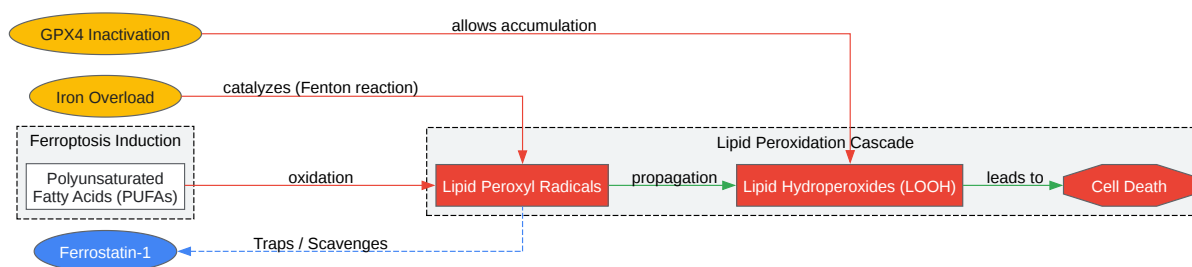 GPX4 Inactivation
allows accumulation
Iron Overload
catalyzes (Fenton reaction)
Ferroptosis Induction
Lipid Peroxidation Cascade
Polyunsaturated
Fatty Acids (PUFAs)
oxidation
Lipid Peroxyl Radicals
propagation
Lipid Hydroperoxides (LOOH)
leads to
Cell Death
Ferrostatin-1
Traps / Scavenges